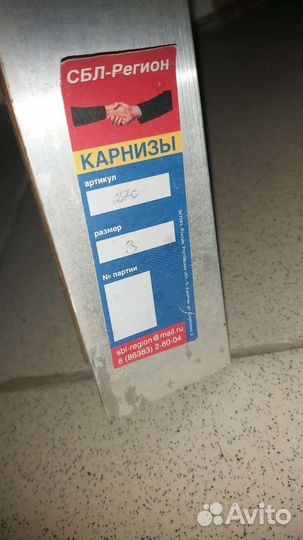 СБЛ-Регион
КАРНИЗЫ
артикул
270
размер
3
№ партии
sbl-region@mail.ru
8 (86383) 2-60-04
Avito